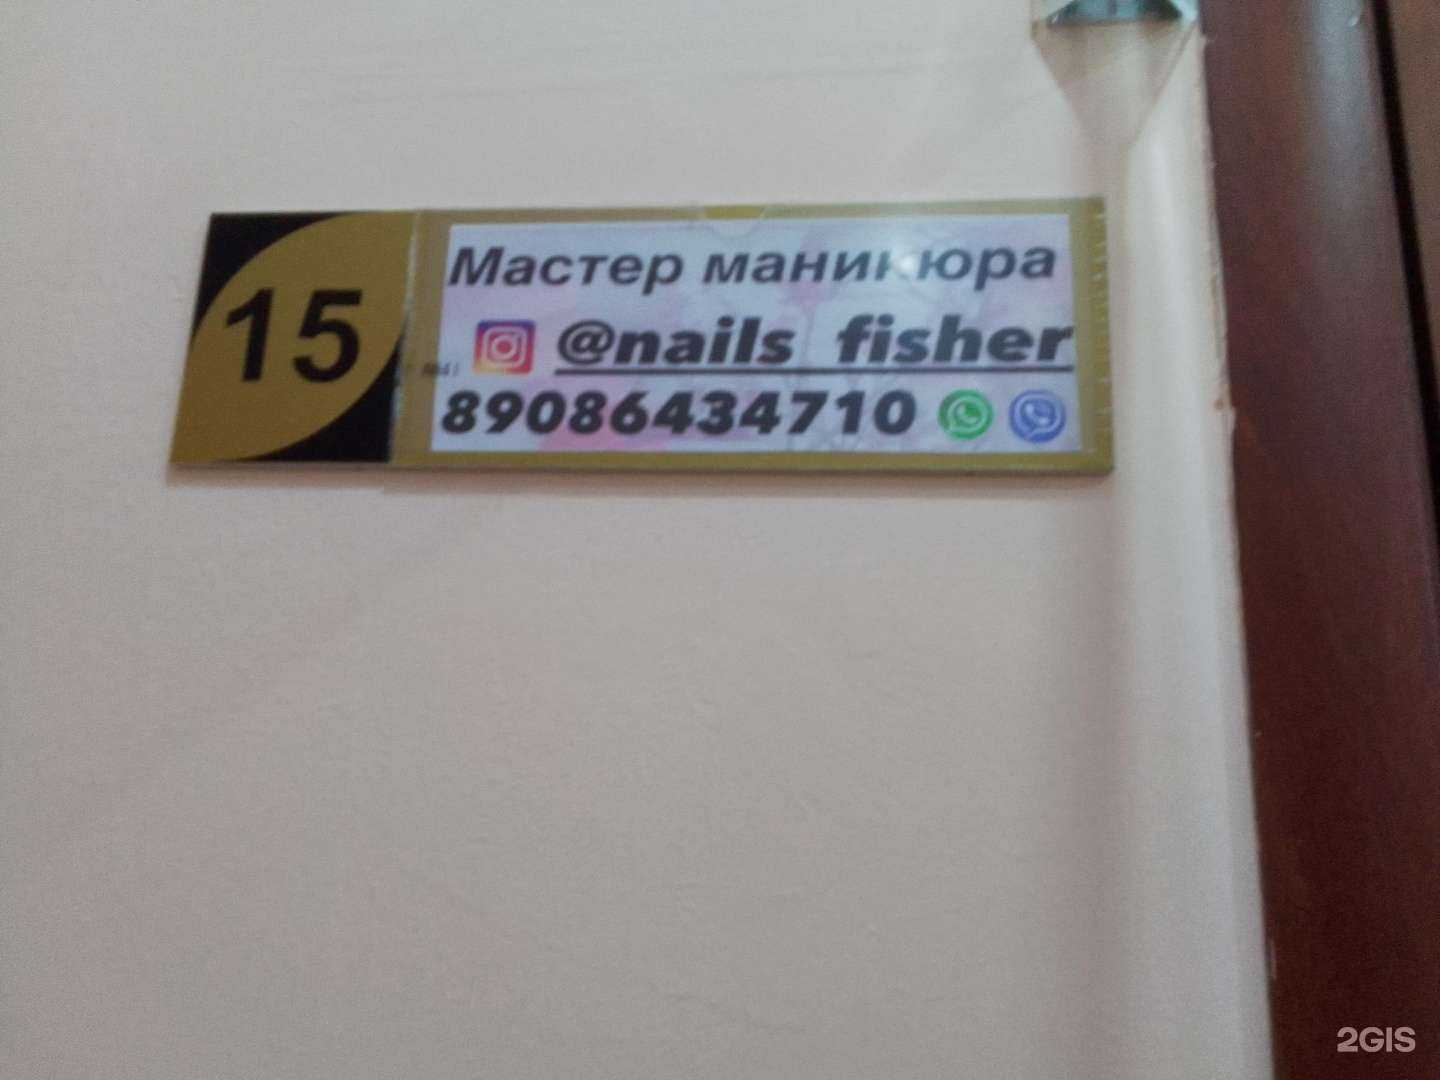 15
Мастер маникюра
@nails_fisher
89086434710
2GIS